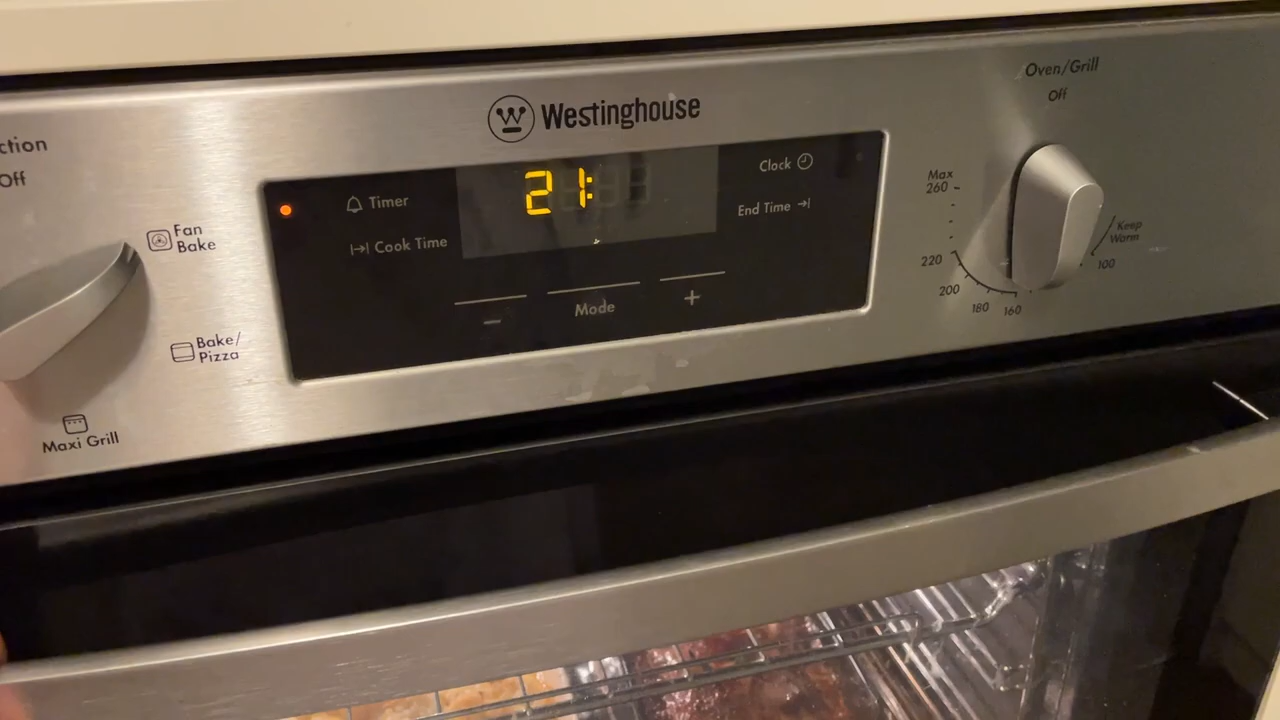 ction
Off
Fan
Bake
Bake/
Pizza
Maxi Grill
Westinghouse
Timer
Cook Time
21:
Clock
End Time
-
Mode
+
Oven/Grill
Off
Max
260
220
200
180
160
100
Keep
Warm